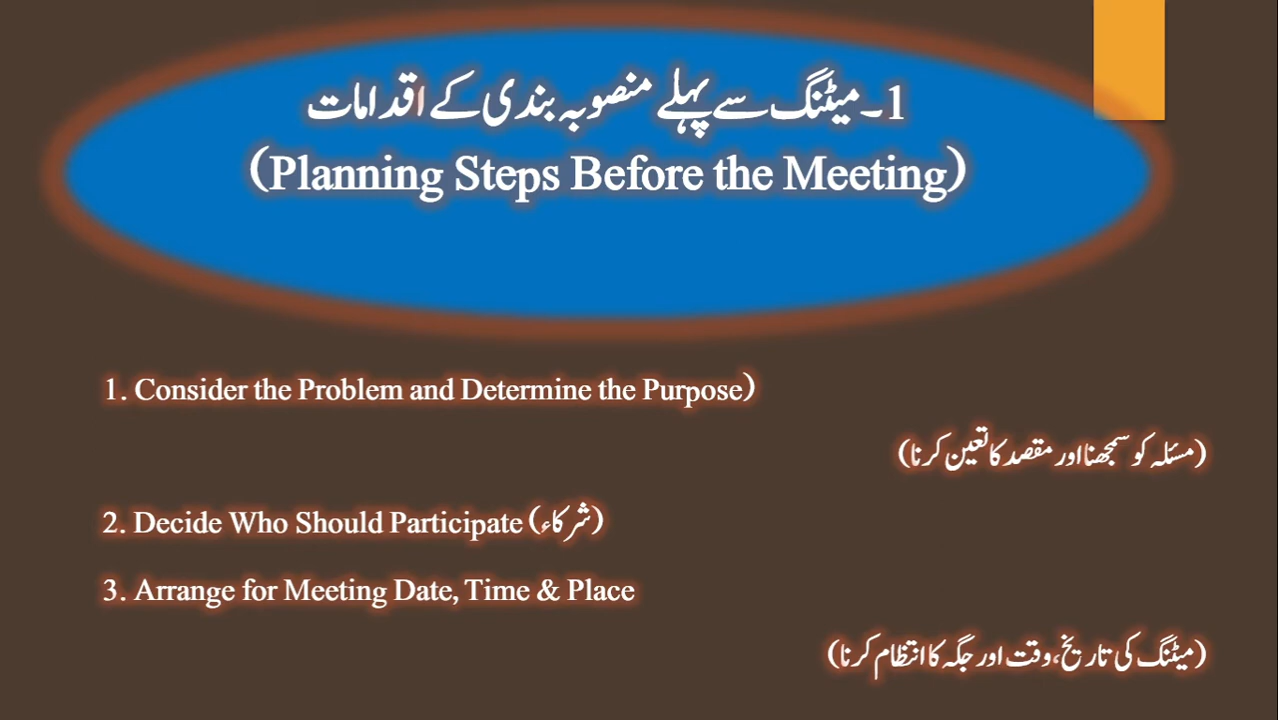 1۔میٹنگ سے پہلے منصوبہ بندی کے اقدامات
(Planning Steps Before the Meeting)
1. Consider the Problem and Determine the Purpose)
(مسئلہ کو سمجھنا اور مقصد کا تعین کرنا)
2. Decide Who Should Participate (شرکاء)
3. Arrange for Meeting Date, Time & Place
(میٹنگ کی تاریخ،وقت اور جگہ کا انتظام کرنا)